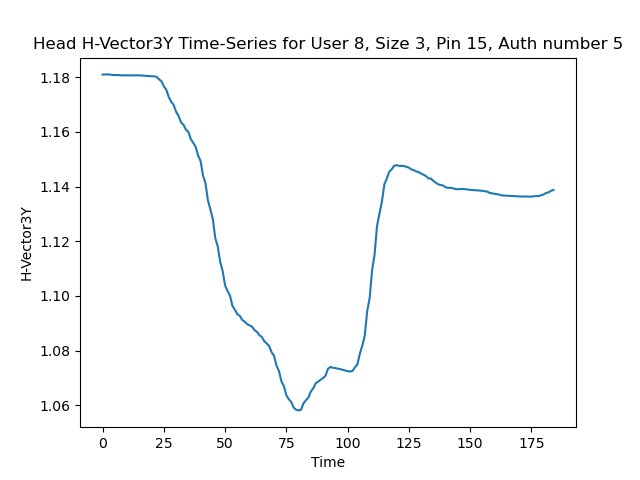 Head H-Vector3Y Time-Series for User 8, Size 3, Pin 15, Auth number 5
1.18
1.16
1.14
1.12
1.10
1.08
1.06
H-Vector3Y
0 25 50 75 100 125 150 175
Time